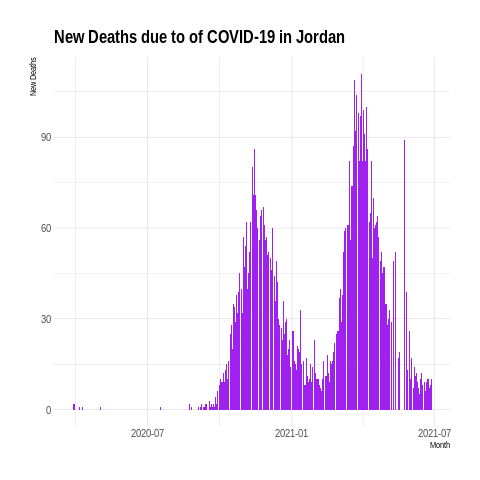 New Deaths due to of COVID-19 in Jordan
New Deaths
90
60
30
0
2020-07
2021-01
2021-07
Month